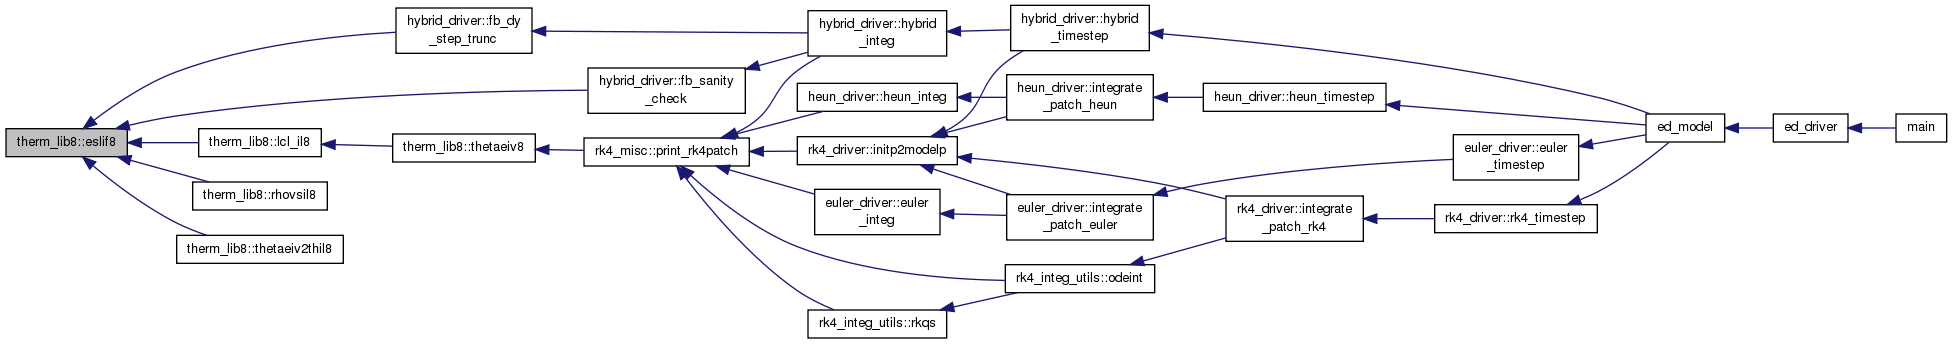 therm_lib8::eslif8
hybrid_driver::fb_dy
_step_trunc
hybrid_driver::fb_sanity
_check
therm_lib8::lcl_il8
therm_lib8::rhovsil8
therm_lib8::thetaeiv2thil8
therm_lib8::thetaeiv8
rk4_misc::print_rk4patch
hybrid_driver::hybrid
_integ
heun_driver::heun_integ
rk4_driver::initp2modelp
euler_driver::euler
_integ
rk4_integ_utils::rkqs
hybrid_driver::hybrid
_timestep
heun_driver::integrate
_patch_heun
euler_driver::integrate
_patch_euler
rk4_integ_utils::odeint
heun_driver::heun_timestep
rk4_driver::integrate
_patch_rk4
euler_driver::euler
_timestep
rk4_driver::rk4_timestep
ed_model
ed_driver
main